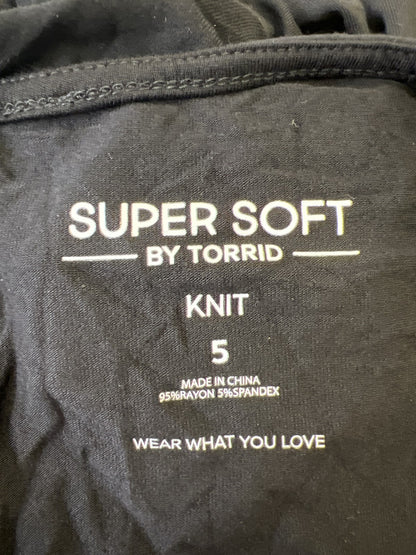 SUPER SOFT
BY TORRID
KNIT
5
MADE IN CHINA
95%RAYON 5%SPANDEX
WEAR WHAT YOU LOVE